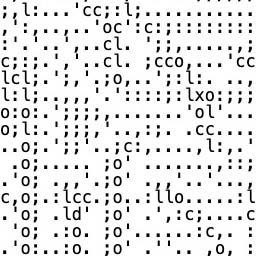 ;,l:...'cc;:l;...........
,.,.,..,'oc':c:;:::::::::
:.'.'..',..cl. ';;,....,;
c;:;.','..cl. ;cco,...'cc
lcl;.';,'.;o,..';:l:. ..,
l:l;..,,,'.'::::;:lxo:;;;
o:o:.';;;;,.......'ol'...
o;l:.';;;,'..,:;. .cc....
..o;.';;'..;c:,....,l:,.'
 .o;.... ;o' .......,::;
.'o; .,,'.;o' .,,'..'...,
c,o;.:lcc.;o..:llo.....:l
.'o; .ld' ;o' .',:c;....c
.'o; .:o. ;o'......:c,. :
.'o:..:o. ;o' .''.. ,o, :